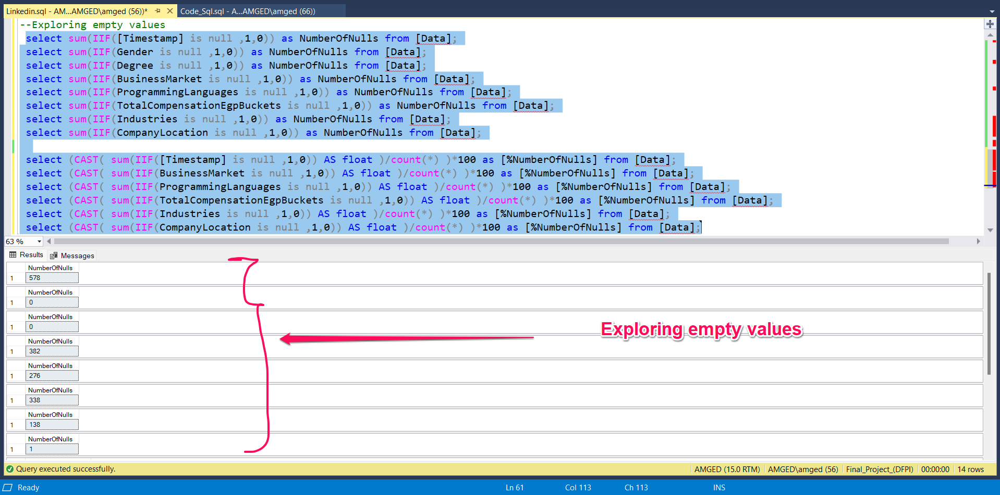 Linkedin.sql - AM...AMGED\amged (56))*
Code_Sql.sql - A...AMGED\amged (66))
--Exploring empty values
select sum(IIF([Timestamp] is null ,1,0)) as NumberOfNulls from [Data];
select sum(IIF(Gender is null ,1,0)) as NumberOfNulls from [Data];
select sum(IIF(Degree is null ,1,0)) as NumberOfNulls from [Data];
select sum(IIF(BusinessMarket is null ,1,0)) as NumberOfNulls from [Data];
select sum(IIF(ProgrammingLanguages is null ,1,0)) as NumberOfNulls from [Data];
select sum(IIF(TotalCompensationEgpBuckets is null ,1,0)) as NumberOfNulls from [Data];
select sum(IIF(Industries is null ,1,0)) as NumberOfNulls from [Data];
select sum(IIF(CompanyLocation is null ,1,0)) as NumberOfNulls from [Data];
select (CAST( sum(IIF([Timestamp] is null ,1,0)) AS float )/count(*) )*100 as [%NumberOfNulls] from [Data];
select (CAST( sum(IIF(BusinessMarket is null ,1,0)) AS float )/count(*) )*100 as [%NumberOfNulls] from [Data];
select (CAST( sum(IIF(ProgrammingLanguages is null ,1,0)) AS float )/count(*) )*100 as [%NumberOfNulls] from [Data];
select (CAST( sum(IIF(TotalCompensationEgpBuckets is null ,1,0)) AS float )/count(*) )*100 as [%NumberOfNulls] from [Data];
select (CAST( sum(IIF(Industries is null ,1,0)) AS float )/count(*) )*100 as [%NumberOfNulls] from [Data];
select (CAST( sum(IIF(CompanyLocation is null ,1,0)) AS float )/count(*) )*100 as [%NumberOfNulls] from [Data];
63 %
Results Messages
NumberOfNulls
1 578
NumberOfNulls
1 0
NumberOfNulls
1 0
Exploring empty values
NumberOfNulls
1 382
NumberOfNulls
1 276
NumberOfNulls
1 338
NumberOfNulls
1 138
NumberOfNulls
1 1
Query executed successfully.
AMGED (15.0 RTM) AMGED\amged (56) Final_Project_(DFPI) 00:00:00 14 rows
Ready Ln 61 Col 113 Ch 113 INS